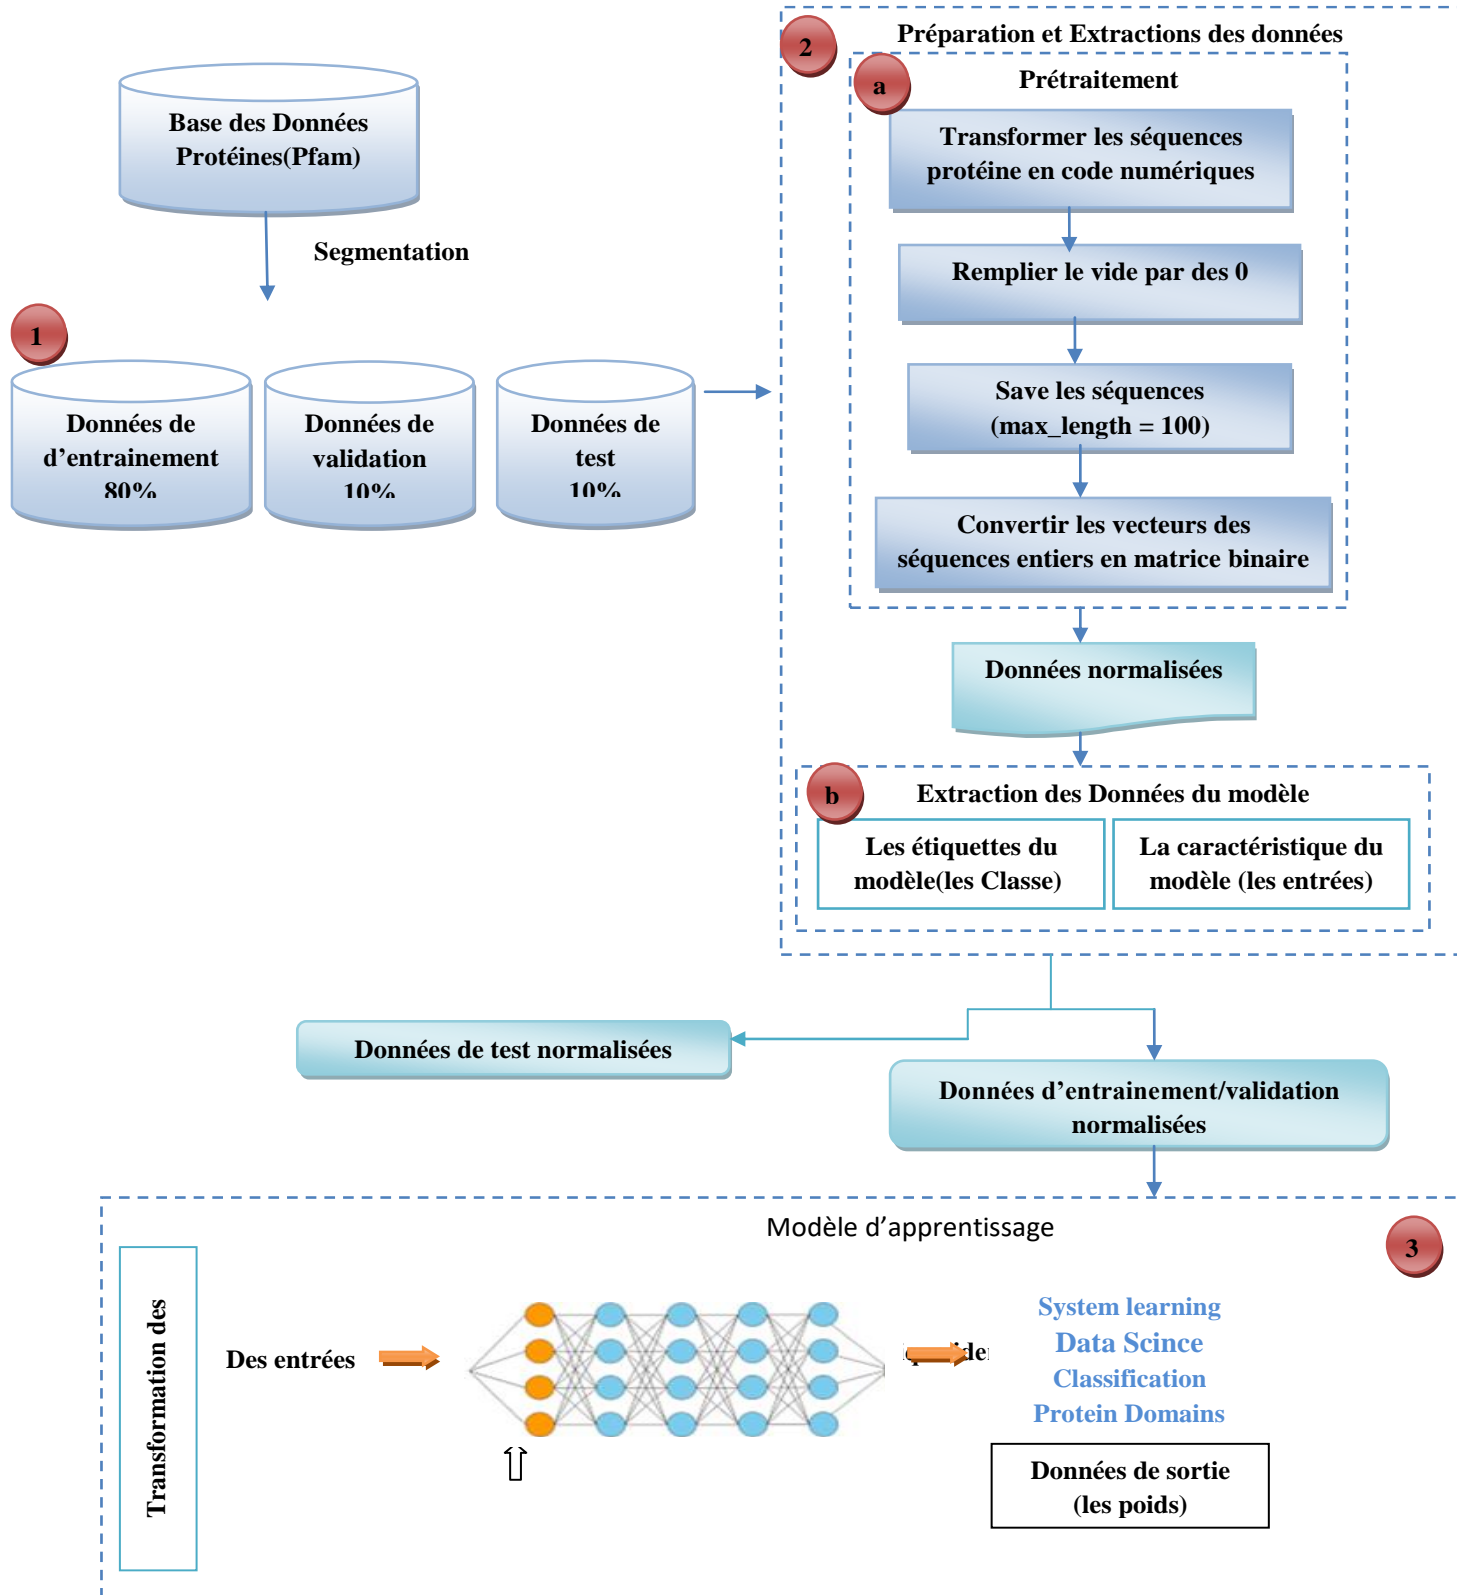 Base des Données
Protéines(Pfam)
Segmentation
1
Données de
d’entrainement
80%
Données de
validation
10%
Données de
test
10%
2
Préparation et Extractions des données
a
Prétraitement
Transformer les séquences
protéine en code numériques
Remplier le vide par des 0
Save les séquences
(max_length = 100)
Convertir les vecteurs des
séquences entiers en matrice binaire
Données normalisées
b
Extraction des Données du modèle
Les étiquettes du
modèle(les Classe)
La caractéristique du
modèle (les entrées)
Données de test normalisées
Données d’entrainement/validation
normalisées
Modèle d’apprentissage
3
Transformation des
Des entrées
System learning
Data Scince
Classification
Protein Domains
Données de sortie
(les poids)